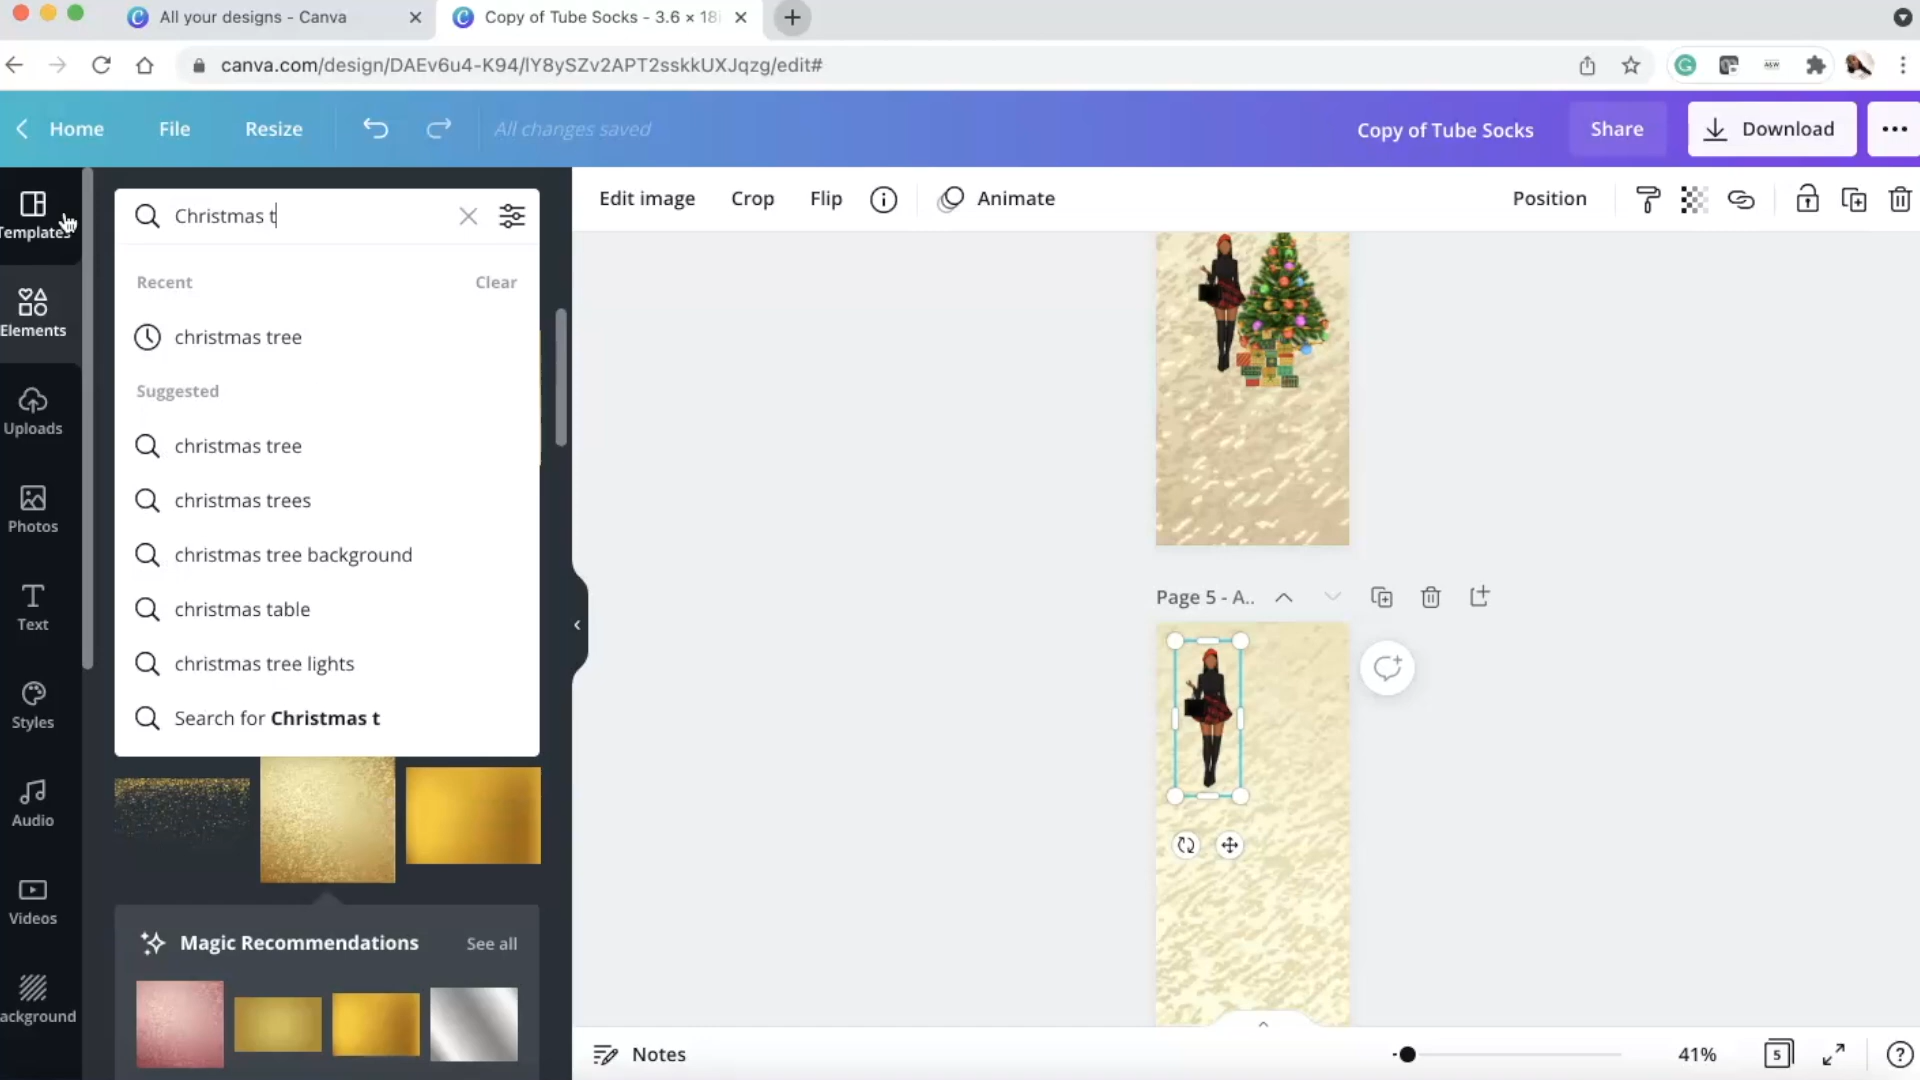 All your designs - Canva
Copy of Tube Socks - 3.6 × 18i
canva.com/design/DAEv6u4-K94/lY8ySZv2APT2sskkUXJqzg/edit#
Home
File
Resize
All changes saved
Copy of Tube Socks
Share
Download
Templates
Elements
Uploads
Photos
Text
Styles
Audio
Videos
ackground
Christmas t
Recent
Clear
christmas tree
Suggested
christmas tree
christmas trees
christmas tree background
christmas table
christmas tree lights
Search for Christmas t
Magic Recommendations
See all
Edit image
Crop
Flip
Animate
Position
Page 5 - A..
Notes
41%
5